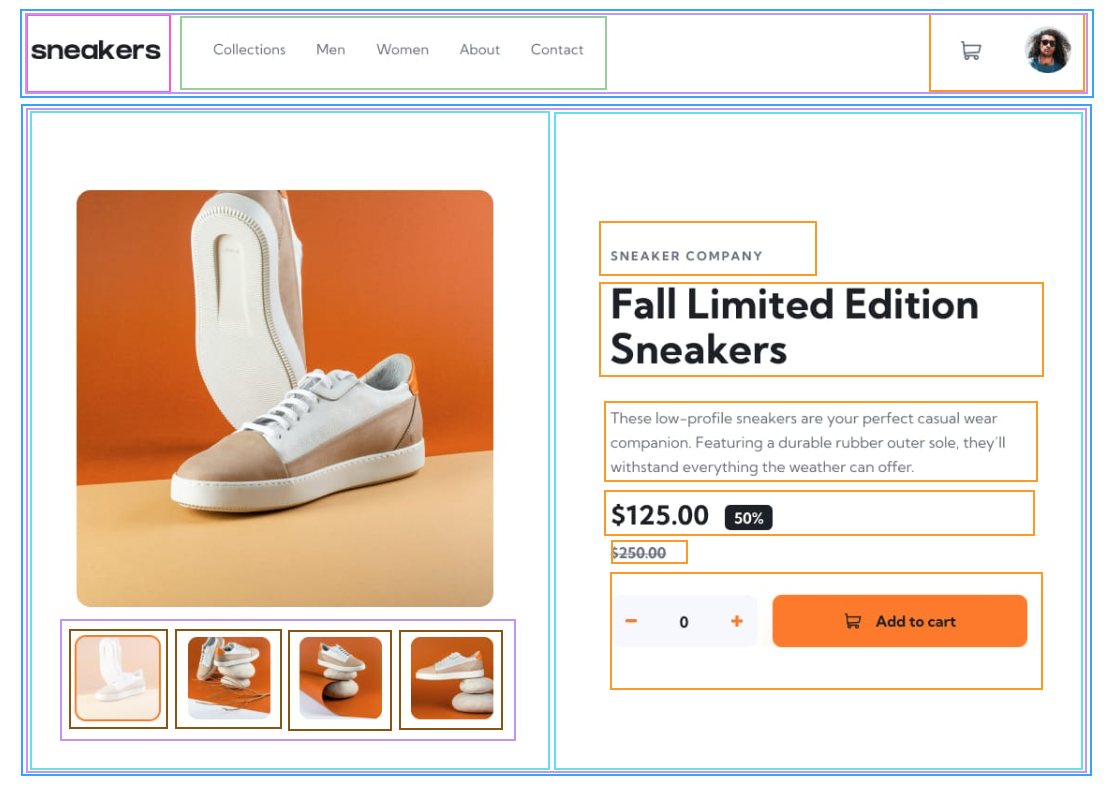 sneakers
Collections Men Women About Contact
SNEAKER COMPANY
Fall Limited Edition
Sneakers
These low-profile sneakers are your perfect casual wear
companion. Featuring a durable rubber outer sole, they'll
withstand everything the weather can offer.
$125.00 50%
$250.00
− 0 + Add to cart